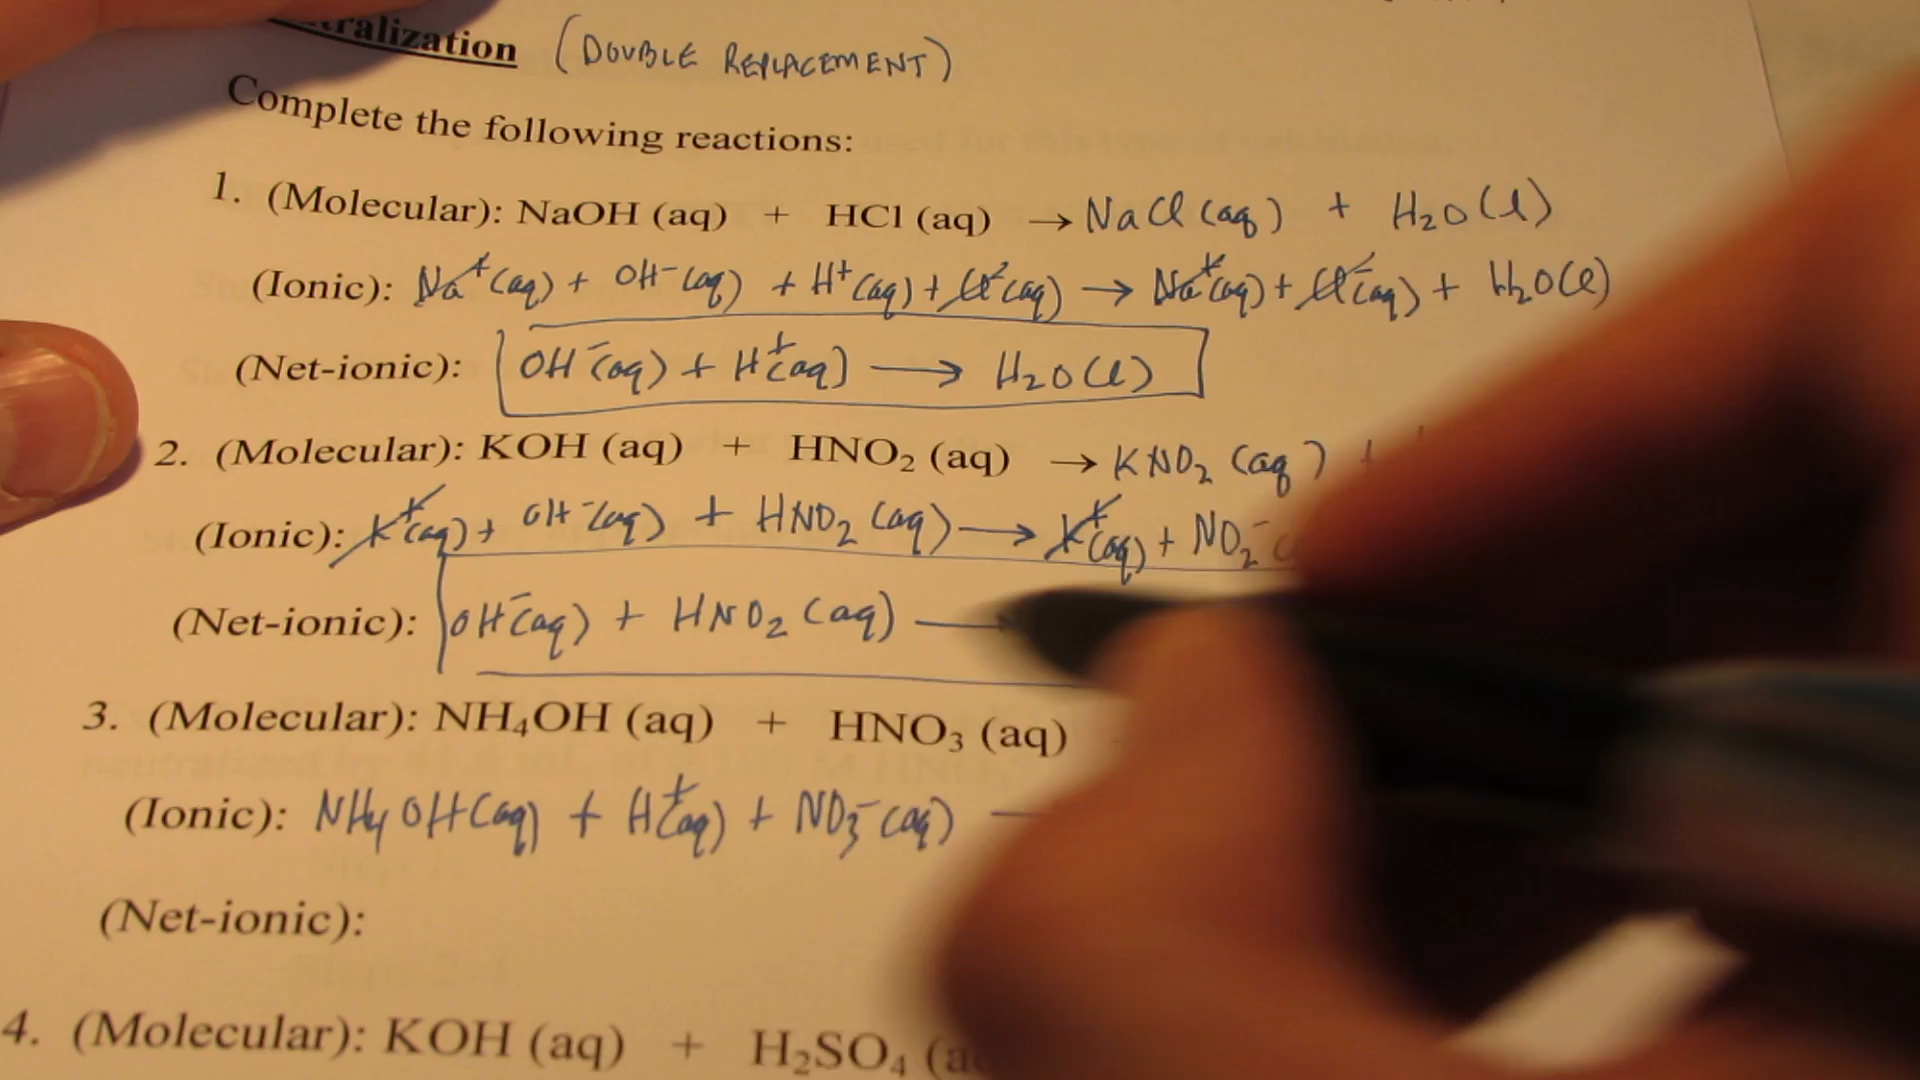 tralization (DOUBLE REPLACEMENT)
Complete the following reactions:
1. (Molecular): NaOH (aq) + HCl (aq) → NaCl (aq) + H₂O (l)
(Ionic): Na⁺(aq) + OH⁻(aq) + H⁺(aq) + Cl⁻(aq) → Na⁺(aq) + Cl⁻(aq) + H₂O(l)
(Net-ionic): OH⁻(aq) + H⁺(aq) → H₂O(l)
2. (Molecular): KOH (aq) + HNO₂ (aq) → KNO₂ (aq) +
(Ionic): K⁺(aq) + OH⁻(aq) + HNO₂ (aq) → K⁺(aq) + NO₂⁻
(Net-ionic): OH⁻(aq) + HNO₂ (aq)
3. (Molecular): NH₄OH (aq) + HNO₃ (aq)
(Ionic): NH₄OH(aq) + H⁺(aq) + NO₃⁻(aq)
(Net-ionic):
4. (Molecular): KOH (aq) + H₂SO₄ (a